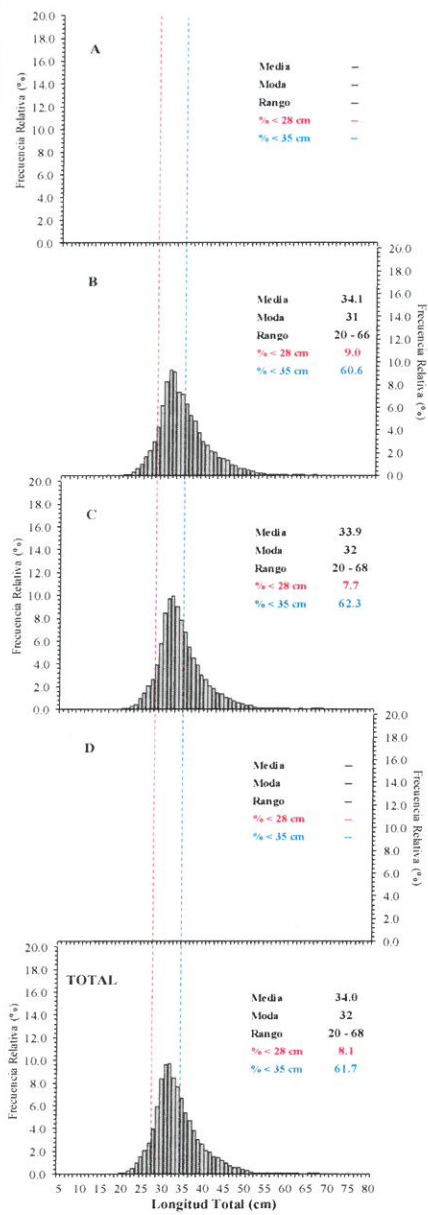 Frecuencia Relativa (%)
20.0
18.0
16.0
14.0
12.0
10.0
8.0
6.0
4.0
2.0
0.0
A
Media –
Moda –
Rango –
% < 28 cm –
% < 35 cm –
B
Media 34.1
Moda 31
Rango 20 - 66
% < 28 cm 9.0
% < 35 cm 60.6
20.0
18.0
16.0
14.0
12.0
10.0
8.0
6.0
4.0
2.0
0.0
Frecuencia Relativa (%)
Frecuencia Relativa (%)
20.0
18.0
16.0
14.0
12.0
10.0
8.0
6.0
4.0
2.0
0.0
C
Media 33.9
Moda 32
Rango 20 - 68
% < 28 cm 7.7
% < 35 cm 62.3
D
Media –
Moda –
Rango –
% < 28 cm --
% < 35 cm --
20.0
18.0
16.0
14.0
12.0
10.0
8.0
6.0
4.0
2.0
0.0
Frecuencia Relativa (%)
Frecuencia Relativa (%)
20.0
18.0
16.0
14.0
12.0
10.0
8.0
6.0
4.0
2.0
0.0
TOTAL
Media 34.0
Moda 32
Rango 20 - 68
% < 28 cm 8.1
% < 35 cm 61.7
5 10 15 20 25 30 35 40 45 50 55 60 65 70 75 80
Longitud Total (cm)